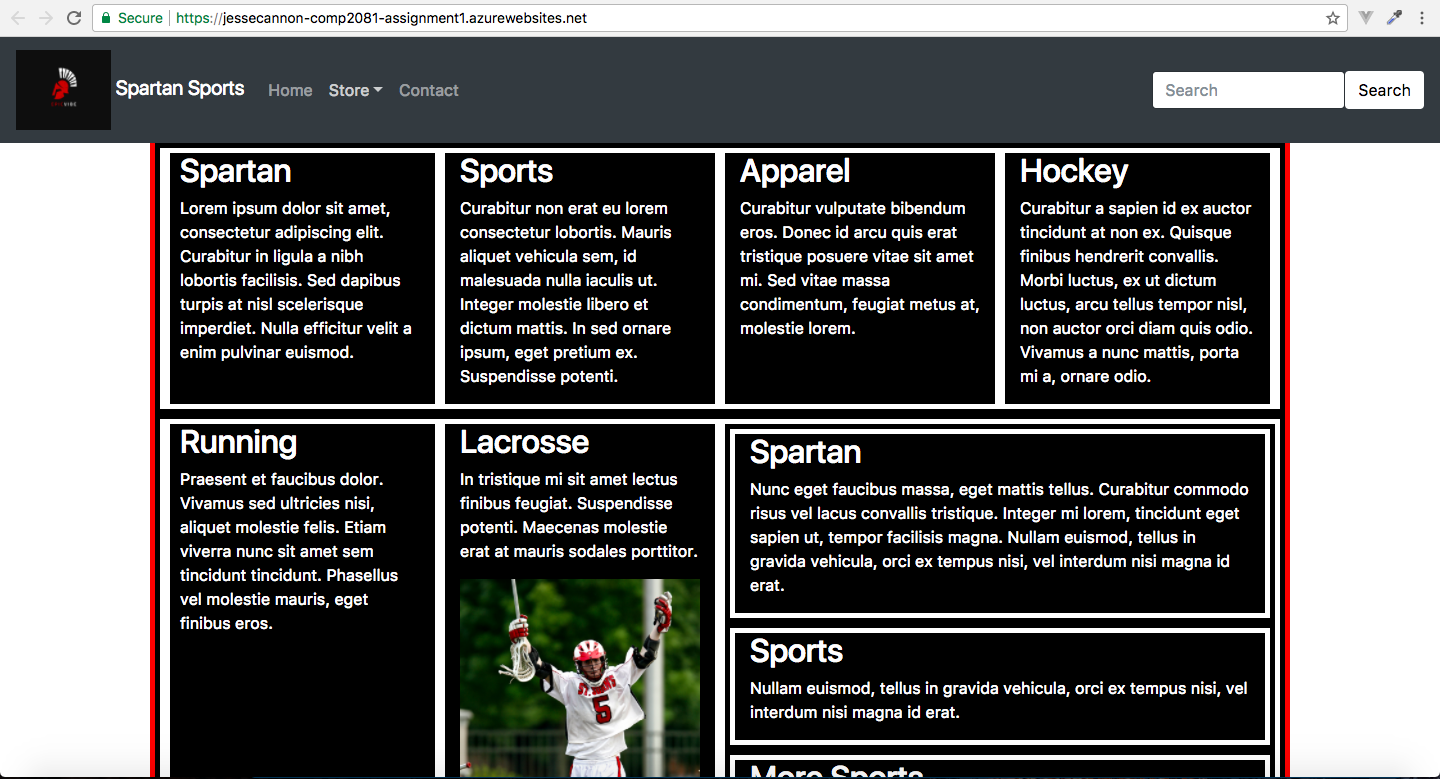 Secure https://jessecannon-comp2081-assignment1.azurewebsites.net
Spartan Sports
Home
Store
Contact
Search
Search
Spartan
Lorem ipsum dolor sit amet,
consectetur adipiscing elit.
Curabitur in ligula a nibh
lobortis facilisis. Sed dapibus
turpis at nisl scelerisque
imperdiet. Nulla efficitur velit a
enim pulvinar euismod.
Sports
Curabitur non erat eu lorem
consectetur lobortis. Mauris
aliquet vehicula sem, id
malesuada nulla iaculis ut.
Integer molestie libero et
dictum mattis. In sed ornare
ipsum, eget pretium ex.
Suspendisse potenti.
Apparel
Curabitur vulputate bibendum
eros. Donec id arcu quis erat
tristique posuere vitae sit amet
mi. Sed vitae massa
condimentum, feugiat metus at,
molestie lorem.
Hockey
Curabitur a sapien id ex auctor
tincidunt at non ex. Quisque
finibus hendrerit convallis.
Morbi luctus, ex ut dictum
luctus, arcu tellus tempor nisl,
non auctor orci diam quis odio.
Vivamus a nunc mattis, porta
mi a, ornare odio.
Running
Praesent et faucibus dolor.
Vivamus sed ultricies nisi,
aliquet molestie felis. Etiam
viverra nunc sit amet sem
tincidunt tincidunt. Phasellus
vel molestie mauris, eget
finibus eros.
Lacrosse
In tristique mi sit amet lectus
finibus feugiat. Suspendisse
potenti. Maecenas molestie
erat at mauris sodales porttitor.
5
Spartan
Nunc eget faucibus massa, eget mattis tellus. Curabitur commodo
risus vel lacus convallis tristique. Integer mi lorem, tincidunt eget
sapien ut, tempor facilisis magna. Nullam euismod, tellus in
gravida vehicula, orci ex tempus nisi, vel interdum nisi magna id
erat.
Sports
Nullam euismod, tellus in gravida vehicula, orci ex tempus nisi, vel
interdum nisi magna id erat.
More Sports